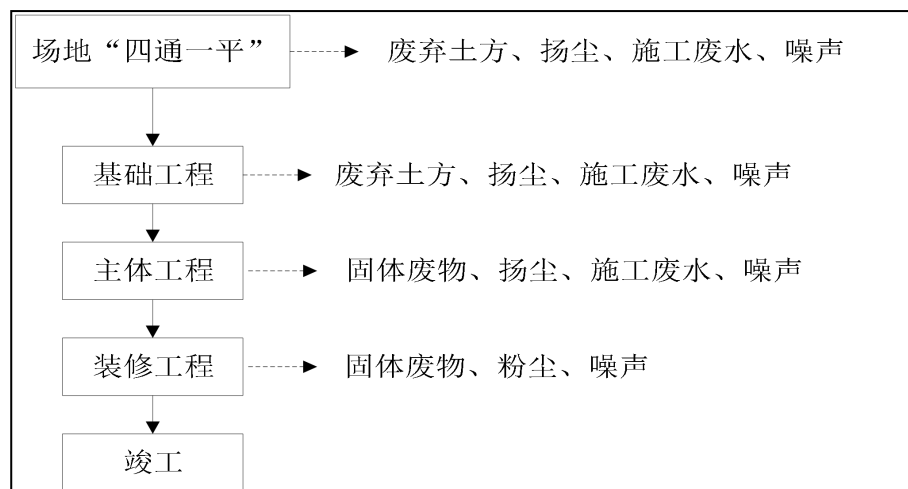 场地“四通一平” 废弃土方、扬尘、施工废水、噪声
基础工程 废弃土方、扬尘、施工废水、噪声
主体工程 固体废物、扬尘、施工废水、噪声
装修工程 固体废物、粉尘、噪声
竣工